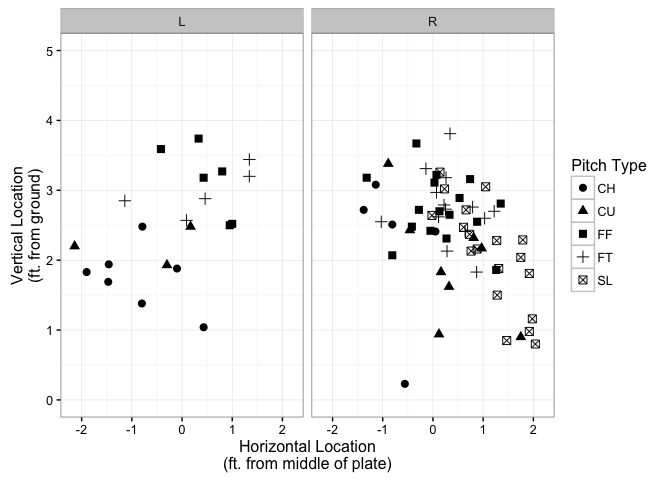 L R
5
4
3
2
1
0
-2 -1 0 1 2 -2 -1 0 1 2
Vertical Location
(ft. from ground)
Horizontal Location
(ft. from middle of plate)
Pitch Type
CH
CU
FF
FT
SL